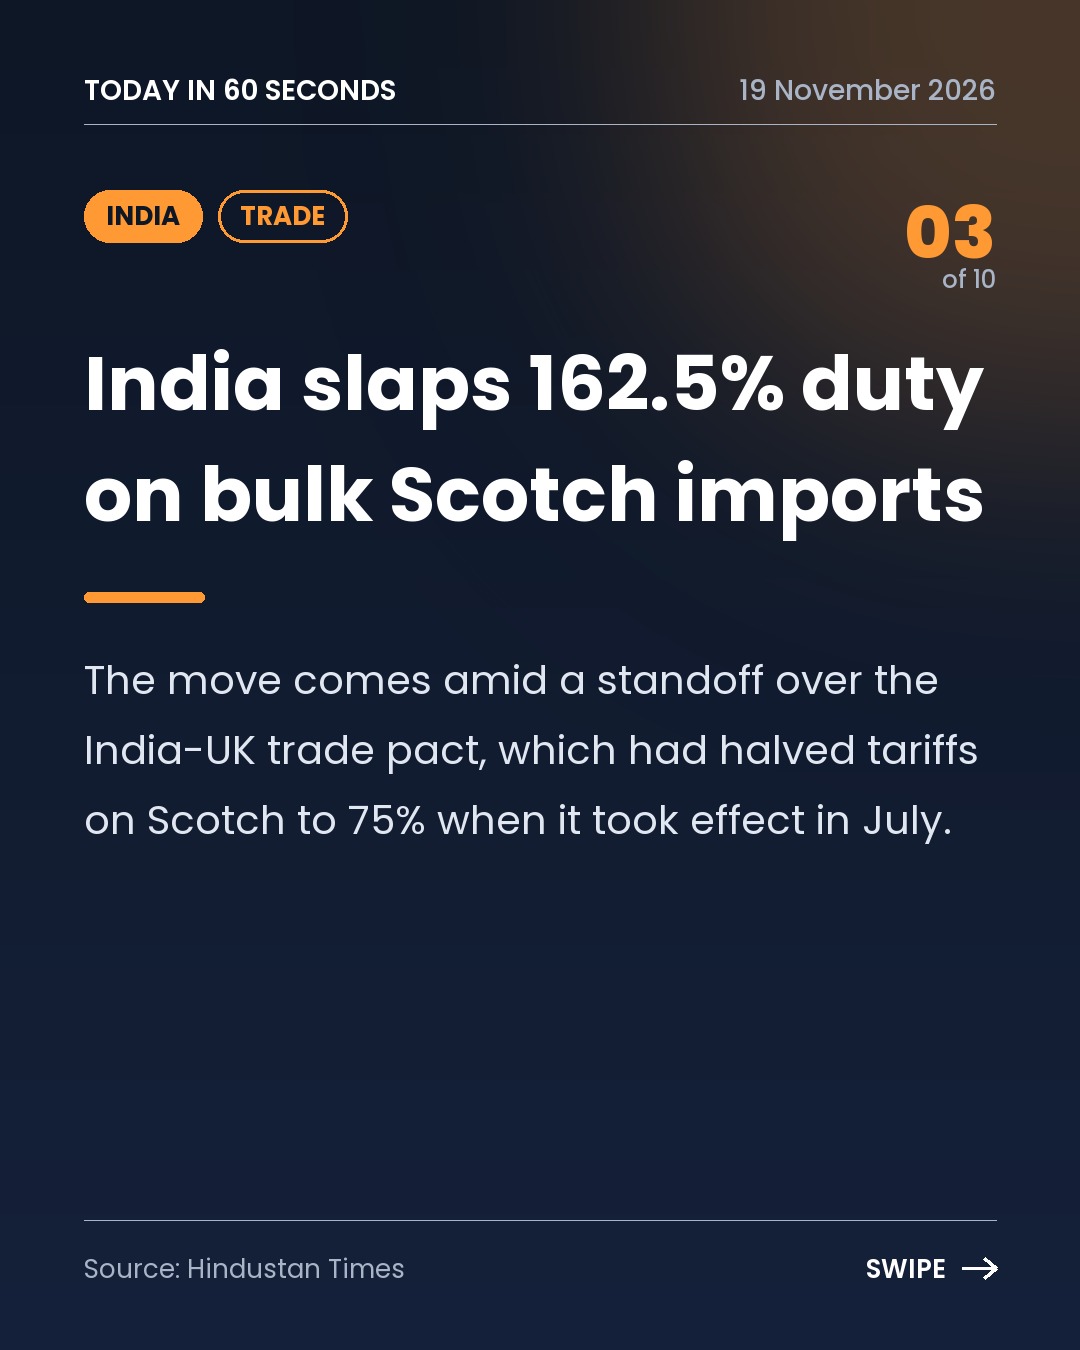 TODAY IN 60 SECONDS
19 November 2026
INDIA
TRADE
03
of 10
India slaps 162.5% duty
on bulk Scotch imports
The move comes amid a standoff over the
India-UK trade pact, which had halved tariffs
on Scotch to 75% when it took effect in July.
Source: Hindustan Times
SWIPE →